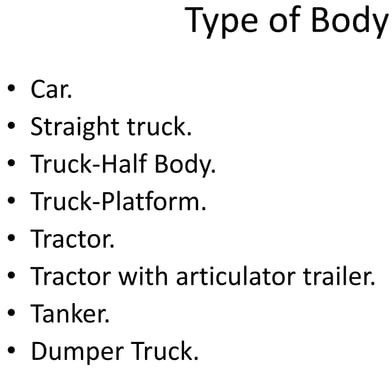 Type of Body
• Car.
• Straight truck.
• Truck-Half Body.
• Truck-Platform.
• Tractor.
• Tractor with articulator trailer.
• Tanker.
• Dumper Truck.